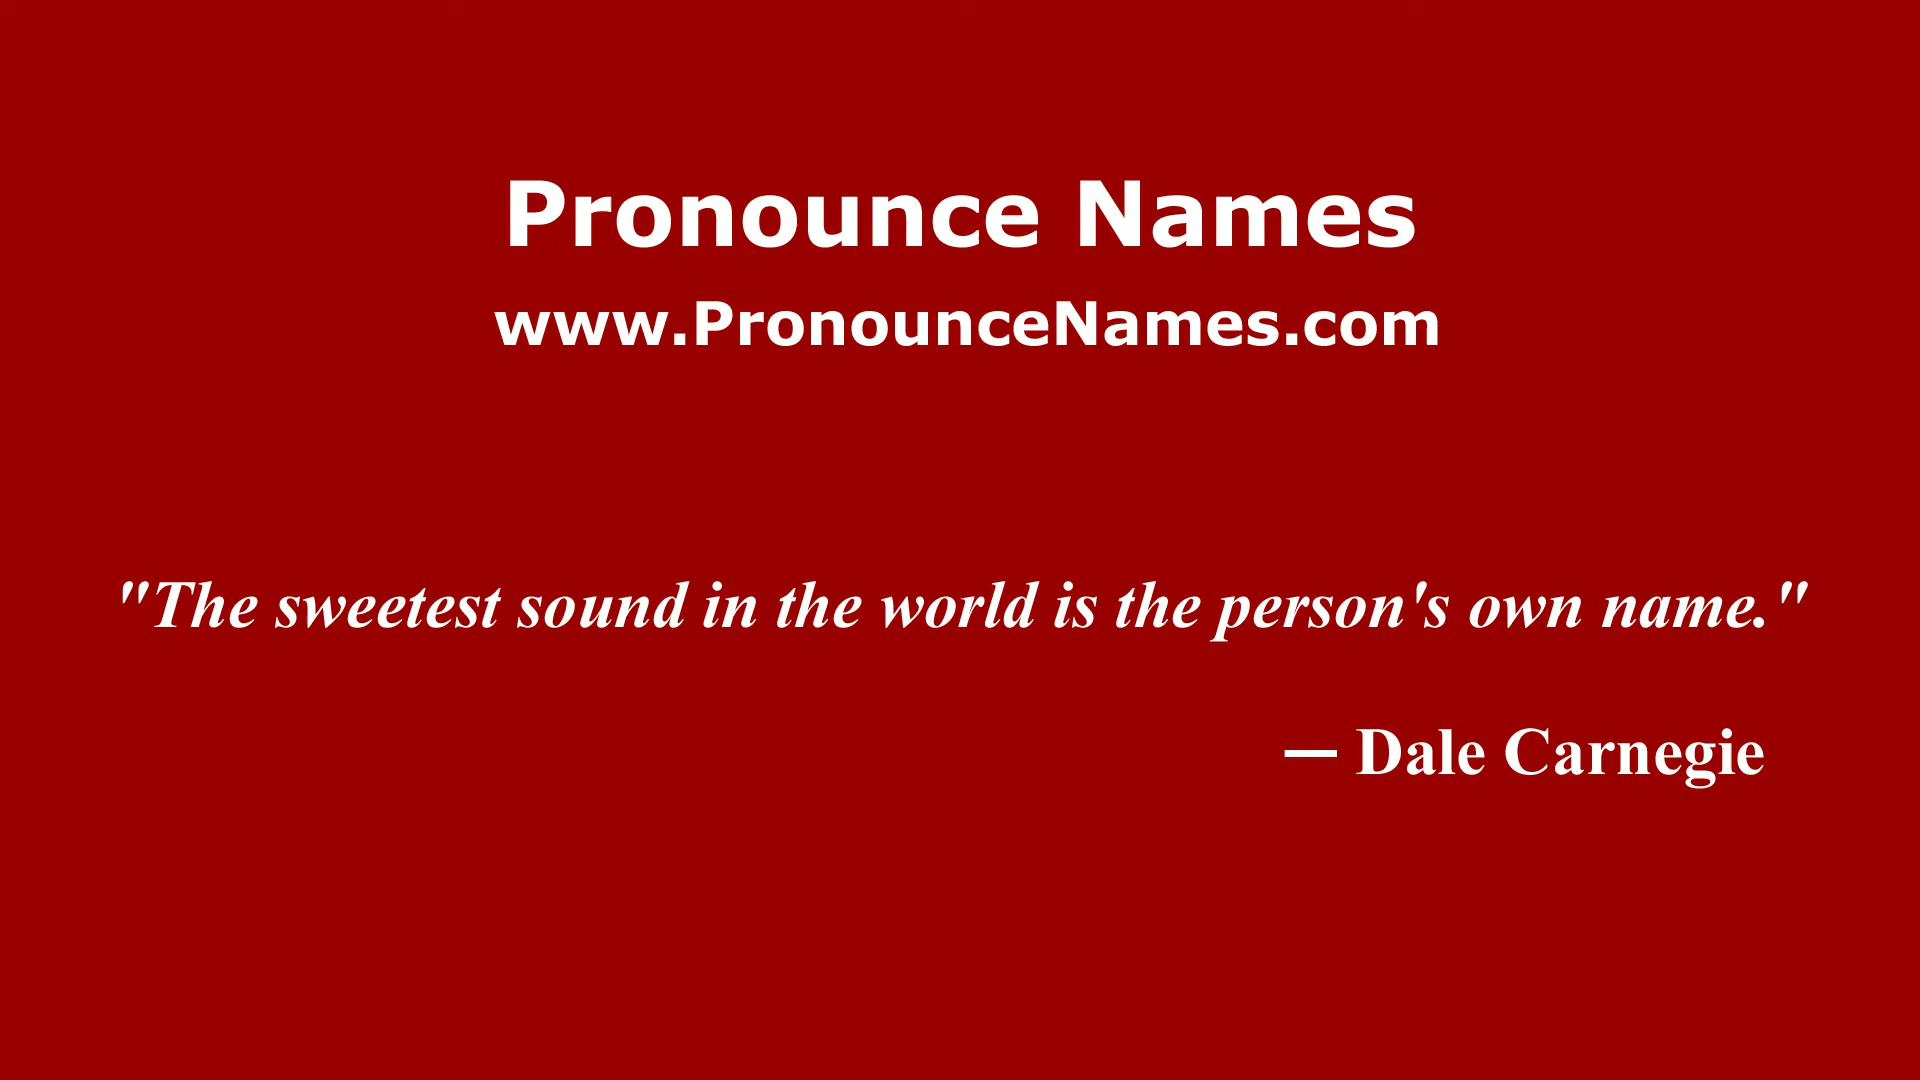 Pronounce Names
www.PronounceNames.com
"The sweetest sound in the world is the person's own name."
— Dale Carnegie